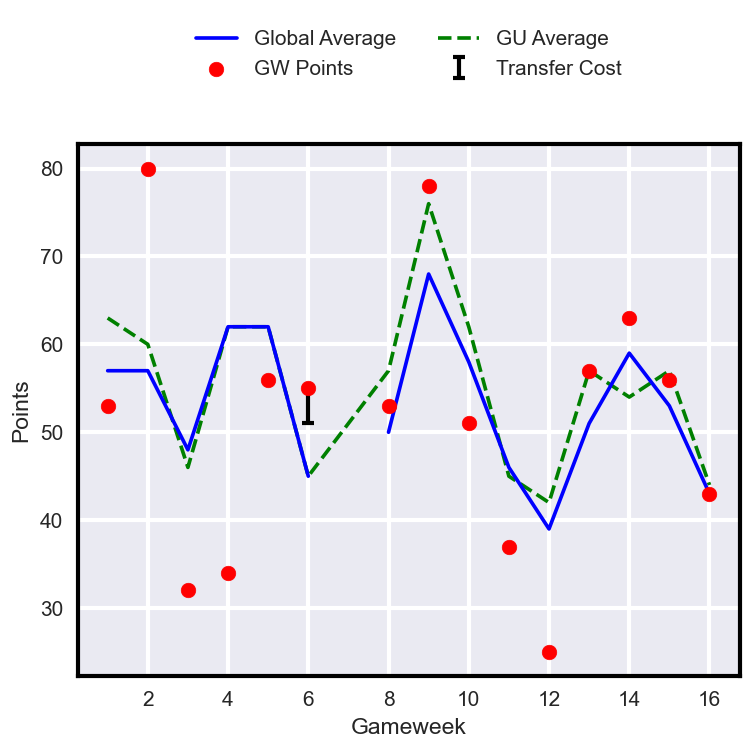 Global Average
GU Average
GW Points
Transfer Cost
80
70
60
50
40
30
Points
2 4 6 8 10 12 14 16
Gameweek